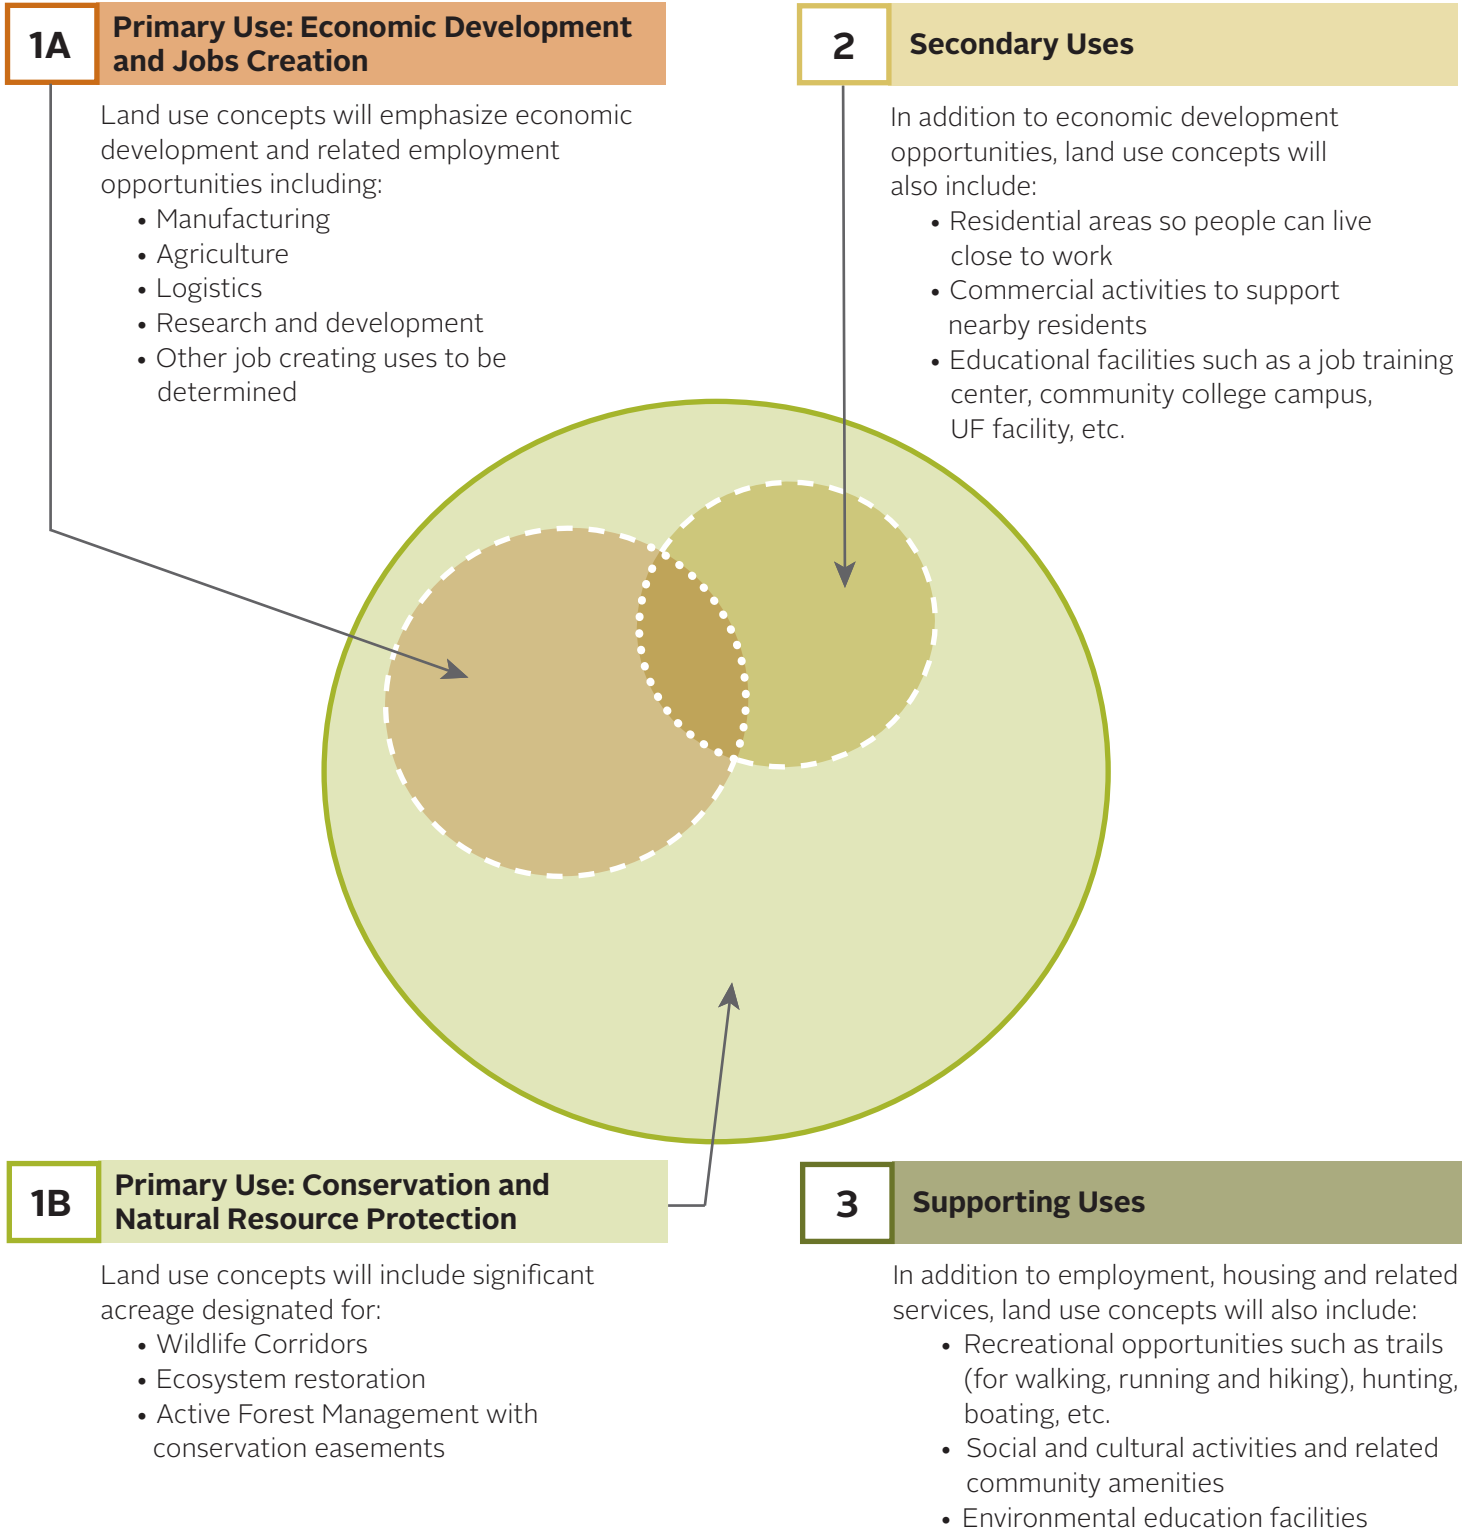 1A
Primary Use: Economic Development
and Jobs Creation
Land use concepts will emphasize economic
development and related employment
opportunities including:
• Manufacturing
• Agriculture
• Logistics
• Research and development
• Other job creating uses to be
determined
2
Secondary Uses
In addition to economic development
opportunities, land use concepts will
also include:
• Residential areas so people can live
close to work
• Commercial activities to support
nearby residents
• Educational facilities such as a job training
center, community college campus,
UF facility, etc.
1B
Primary Use: Conservation and
Natural Resource Protection
Land use concepts will include significant
acreage designated for:
• Wildlife Corridors
• Ecosystem restoration
• Active Forest Management with
conservation easements
3
Supporting Uses
In addition to employment, housing and related
services, land use concepts will also include:
• Recreational opportunities such as trails
(for walking, running and hiking), hunting,
boating, etc.
• Social and cultural activities and related
community amenities
• Environmental education facilities